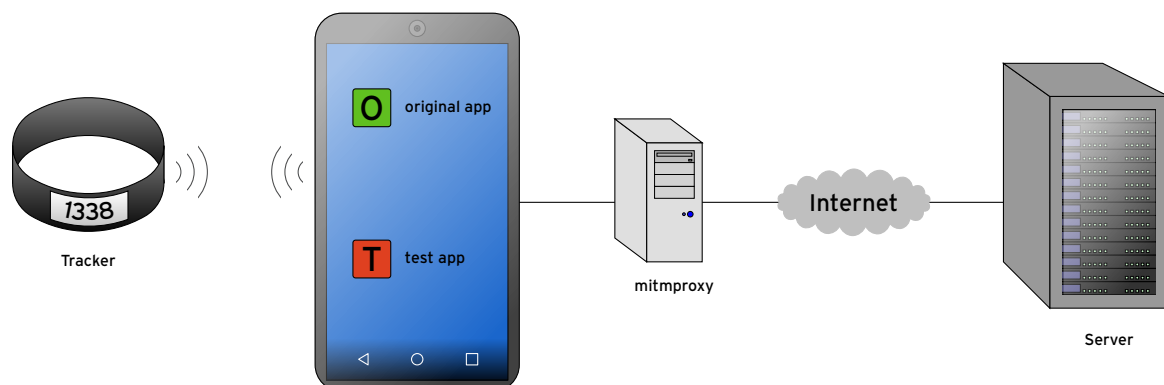 O original app
1338
Internet
T test app
Tracker
mitmproxy
Server